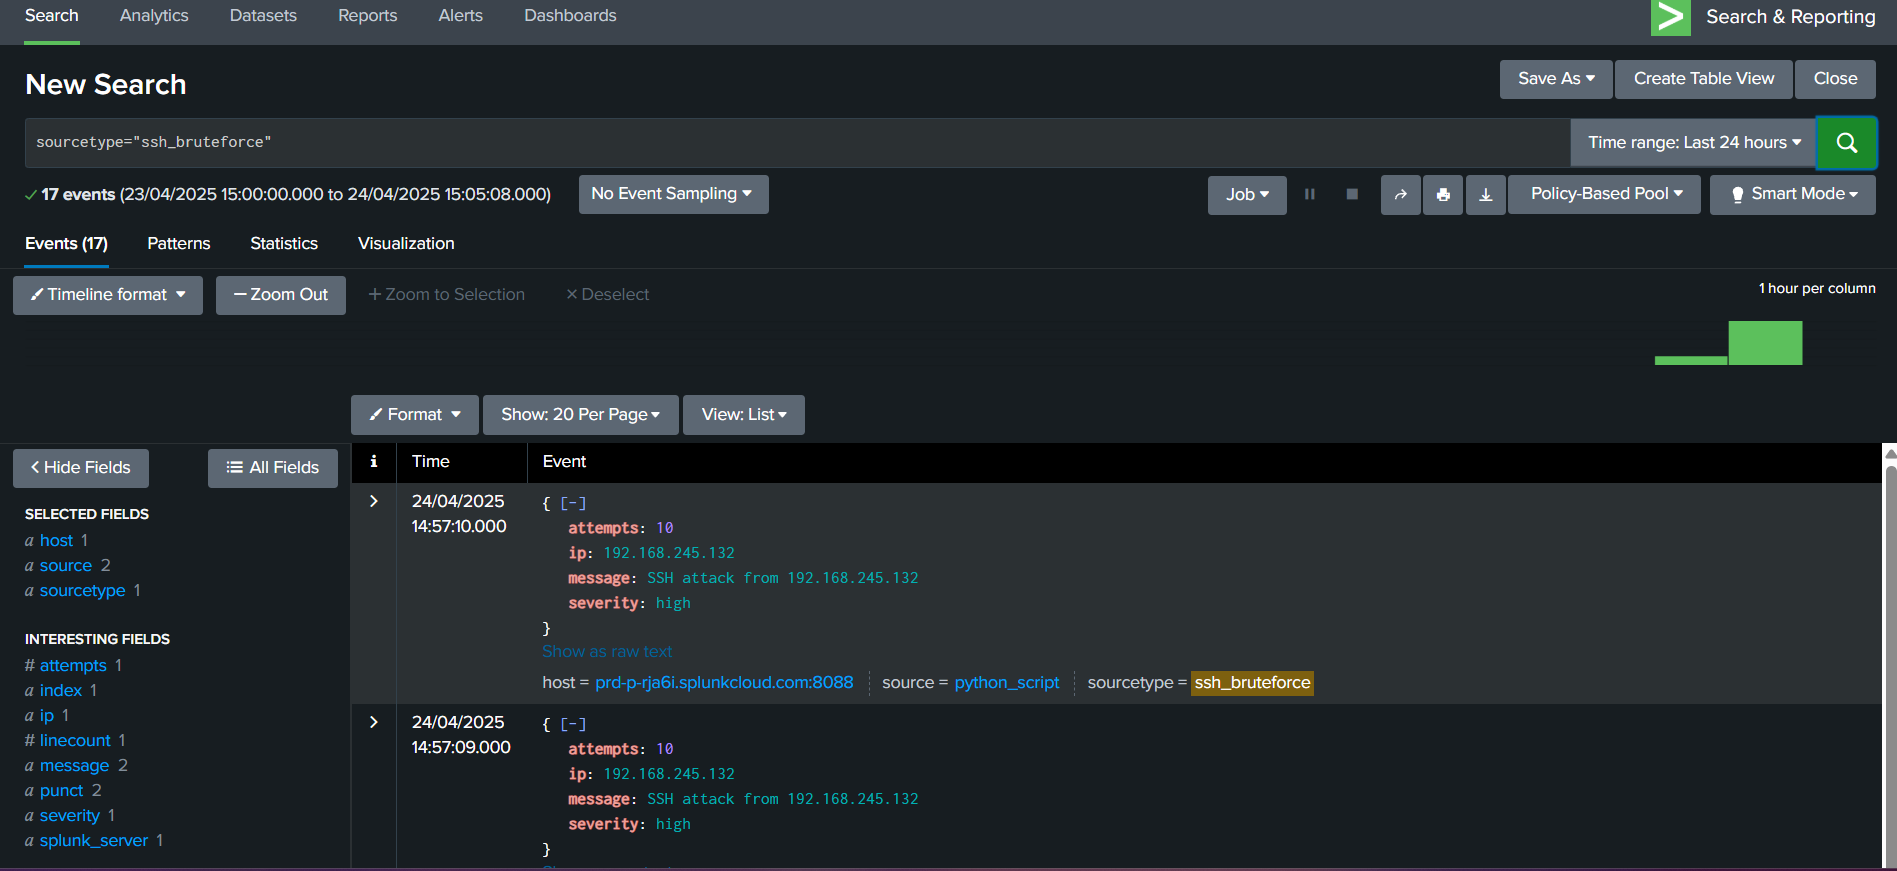 Search Analytics Datasets Reports Alerts Dashboards Search & Reporting
New Search
Save As Create Table View Close
sourcetype="ssh_bruteforce"
Time range: Last 24 hours
17 events (23/04/2025 15:00:00.000 to 24/04/2025 15:05:08.000) No Event Sampling
Job Policy-Based Pool Smart Mode
Events (17) Patterns Statistics Visualization
Timeline format — Zoom Out + Zoom to Selection × Deselect
1 hour per column
Format Show: 20 Per Page View: List
< Hide Fields All Fields
SELECTED FIELDS
a host 1
a source 2
a sourcetype 1
INTERESTING FIELDS
# attempts 1
a index 1
a ip 1
# linecount 1
a message 2
a punct 2
a severity 1
a splunk_server 1
i Time Event
24/04/2025
14:57:10.000
{ [-]
attempts: 10
ip: 192.168.245.132
message: SSH attack from 192.168.245.132
severity: high
}
Show as raw text
host = prd-p-rja6i.splunkcloud.com:8088 source = python_script sourcetype = ssh_bruteforce
24/04/2025
14:57:09.000
{ [-]
attempts: 10
ip: 192.168.245.132
message: SSH attack from 192.168.245.132
severity: high
}